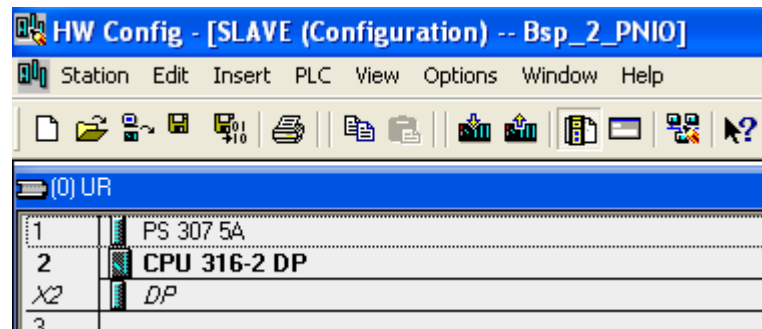 HW Config - [SLAVE (Configuration) -- Bsp_2_PNIO]
Station Edit Insert PLC View Options Window Help
(0) UR
1 PS 307 5A
2 CPU 316-2 DP
X2 DP
3